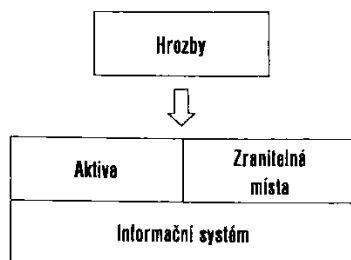 Hrozby
Aktiva
Zranitelná
místa
Informační systém